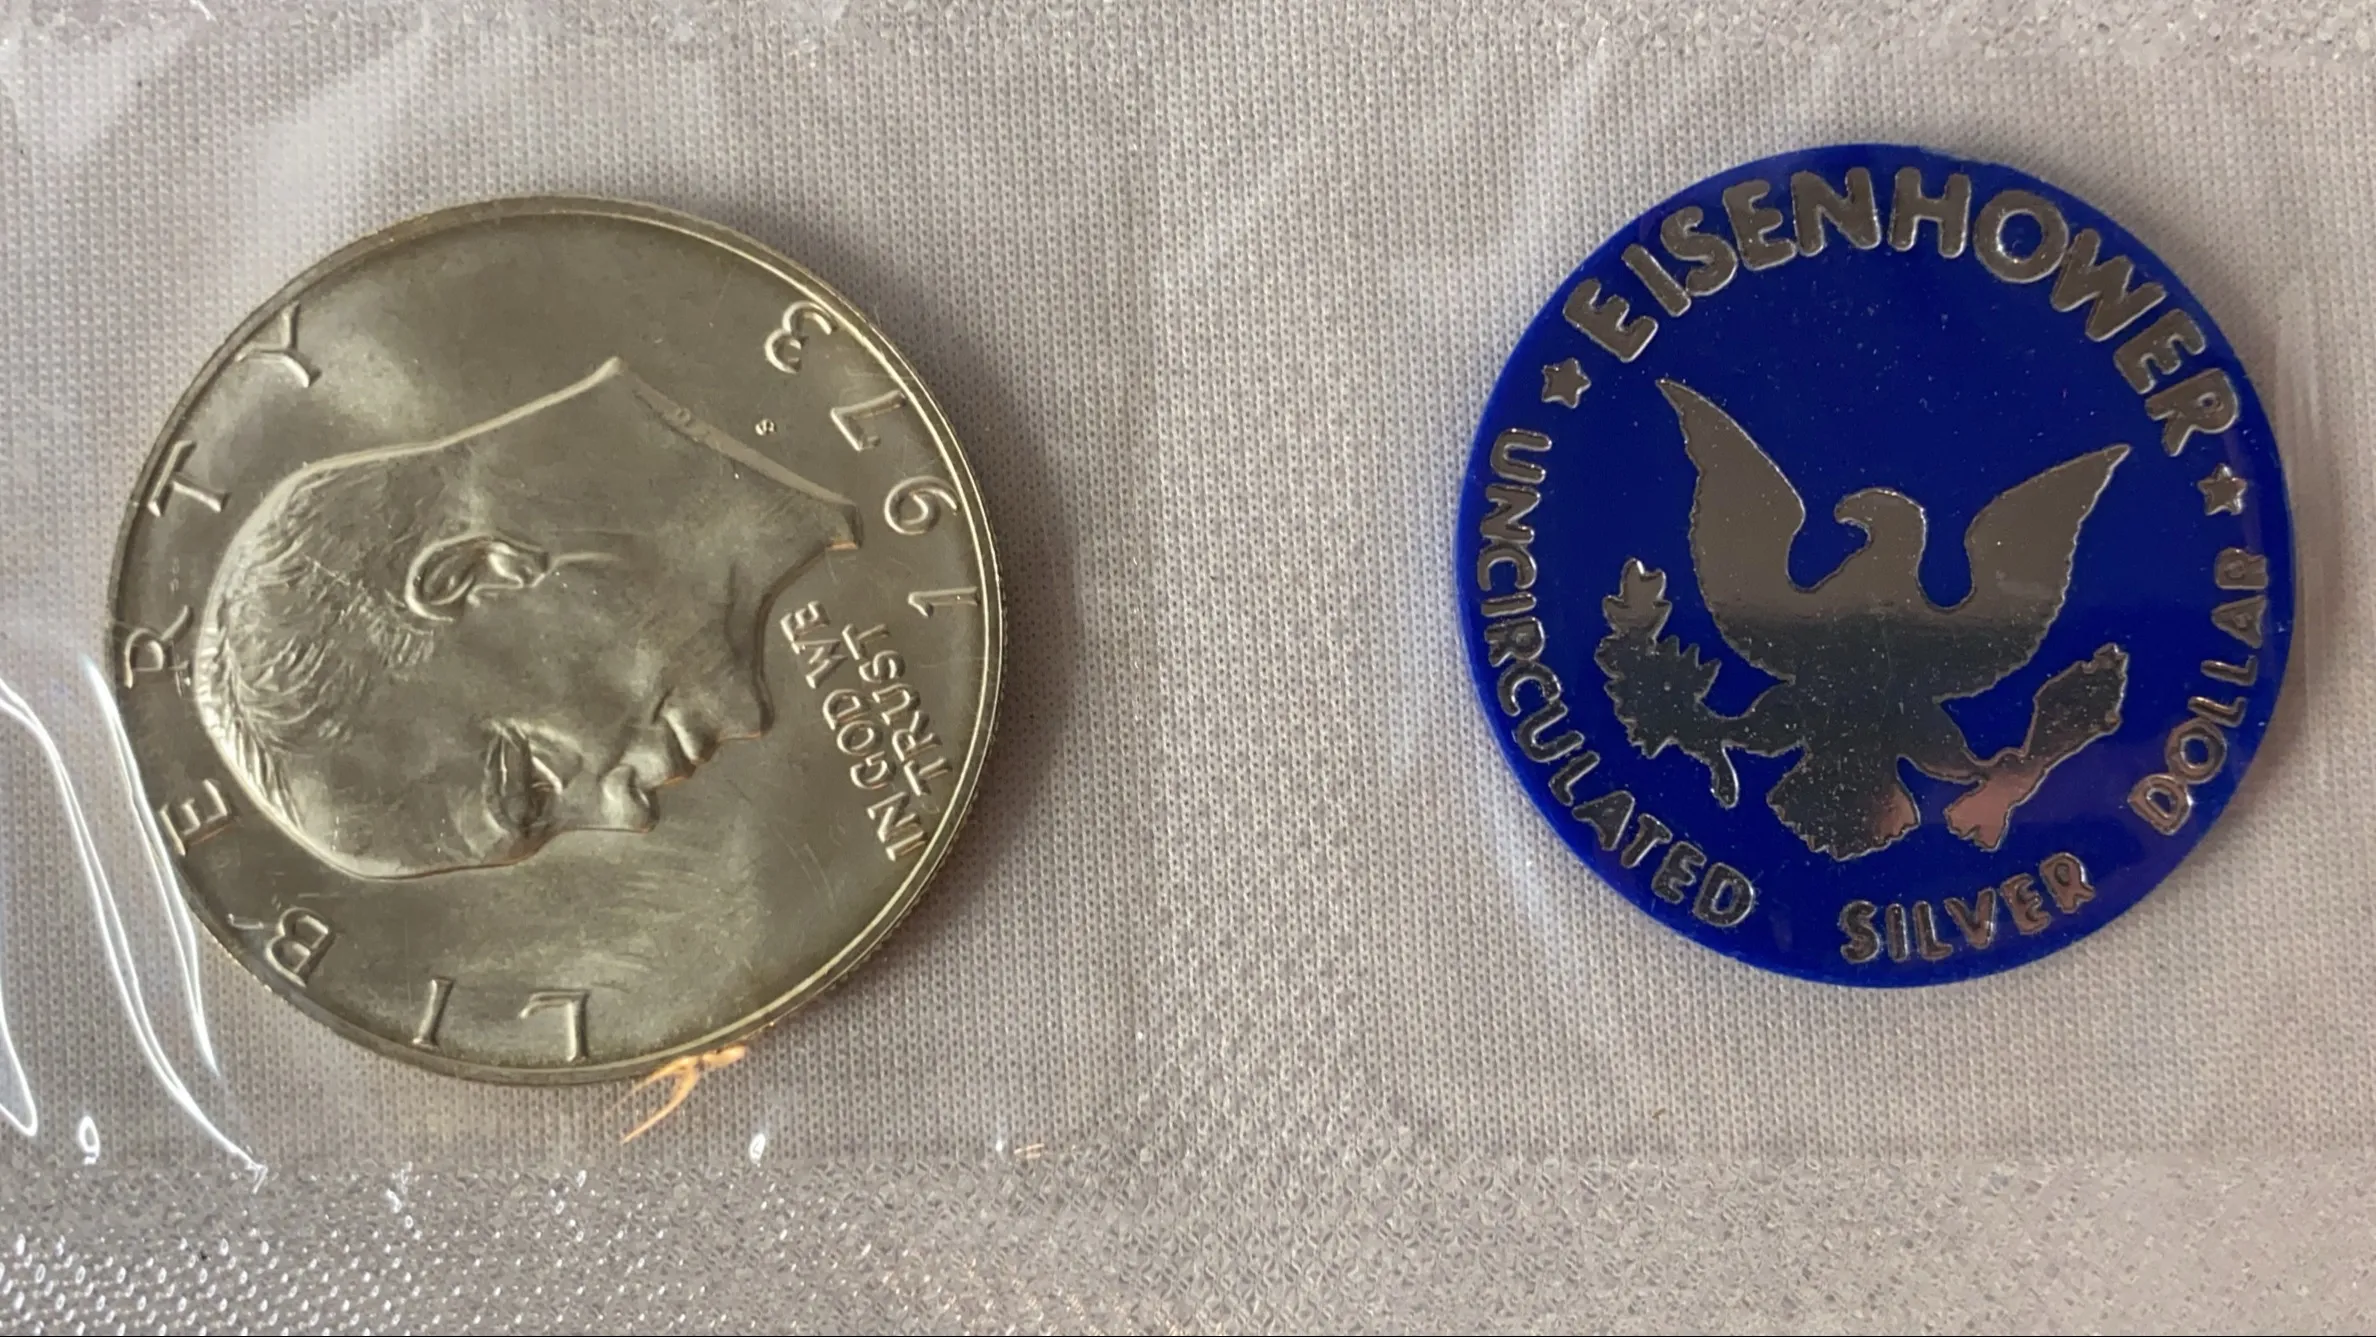 LIBERTY
IN GOD WE
TRUST
S
1973
★ EISENHOWER ★
UNCIRCULATED SILVER DOLLAR